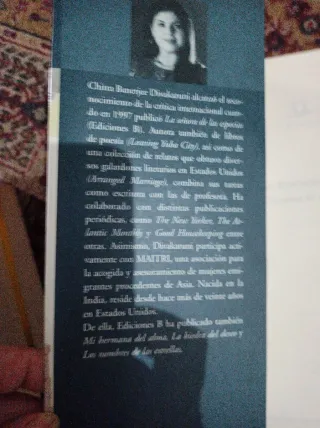 Chitra Banerjee Divakaruni alcanzó el reco-
nocimiento de la crítica internacional cuan-
do en 1997 publicó La señora de las especias
(Ediciones B). Autora también de libros
de poesía (Leaving Yuba City), así como de
una colección de relatos que obtuvo diver-
sos galardones literarios en Estados Unidos
(Arranged Marriage), combina sus tareas
como escritora con las de profesora. Ha
colaborado con distintas publicaciones
periódicas, como The New Yorker, The At-
lantic Monthly y Good Housekeeping entre
otras. Asimismo, Divakaruni participa acti-
vamente con MAITRI, una asociación para
la acogida y asesoramiento de mujeres emi-
grantes procedentes de Asia. Nacida en la
India, reside desde hace más de veinte años
en Estados Unidos.
De ella, Ediciones B ha publicado también
Mi hermana del alma, La hiedra del deseo y
Los nombres de las estrellas.